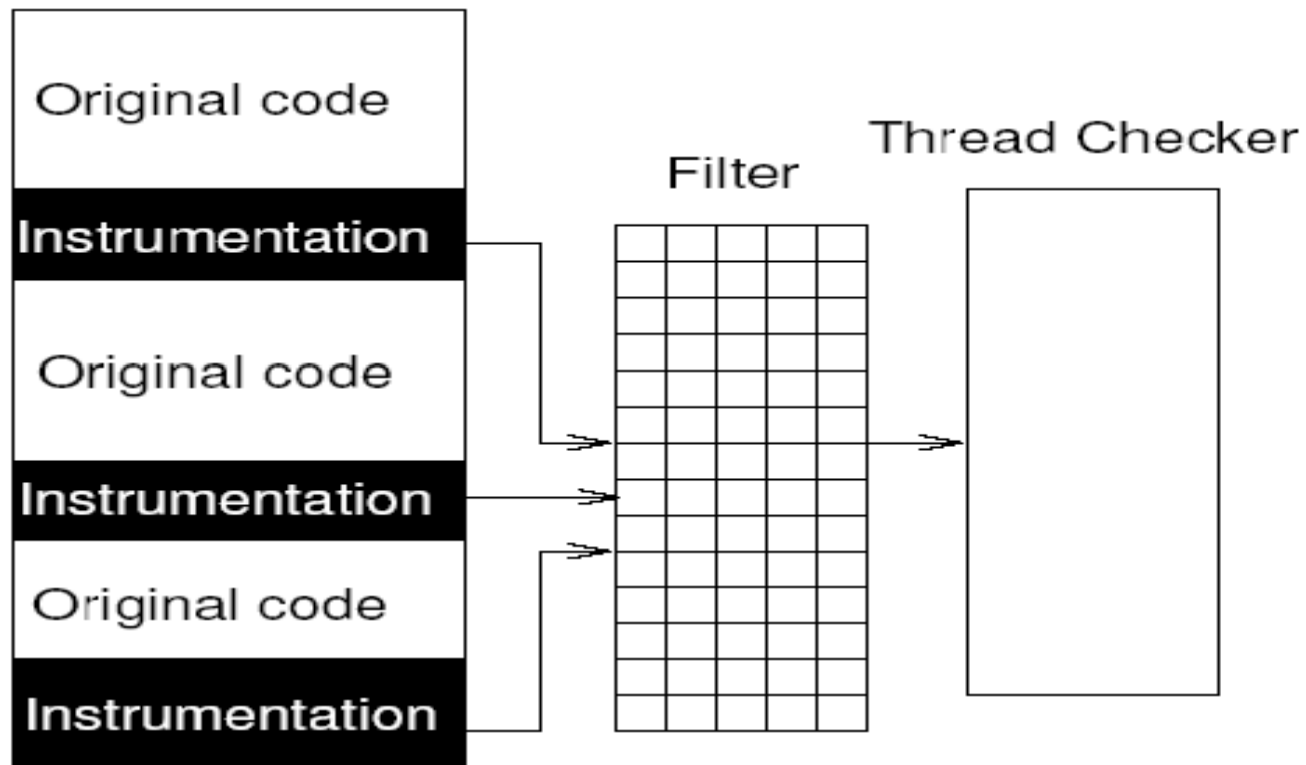 Original code
Instrumentation
Original code
Instrumentation
Original code
Instrumentation
Filter
Thread Checker